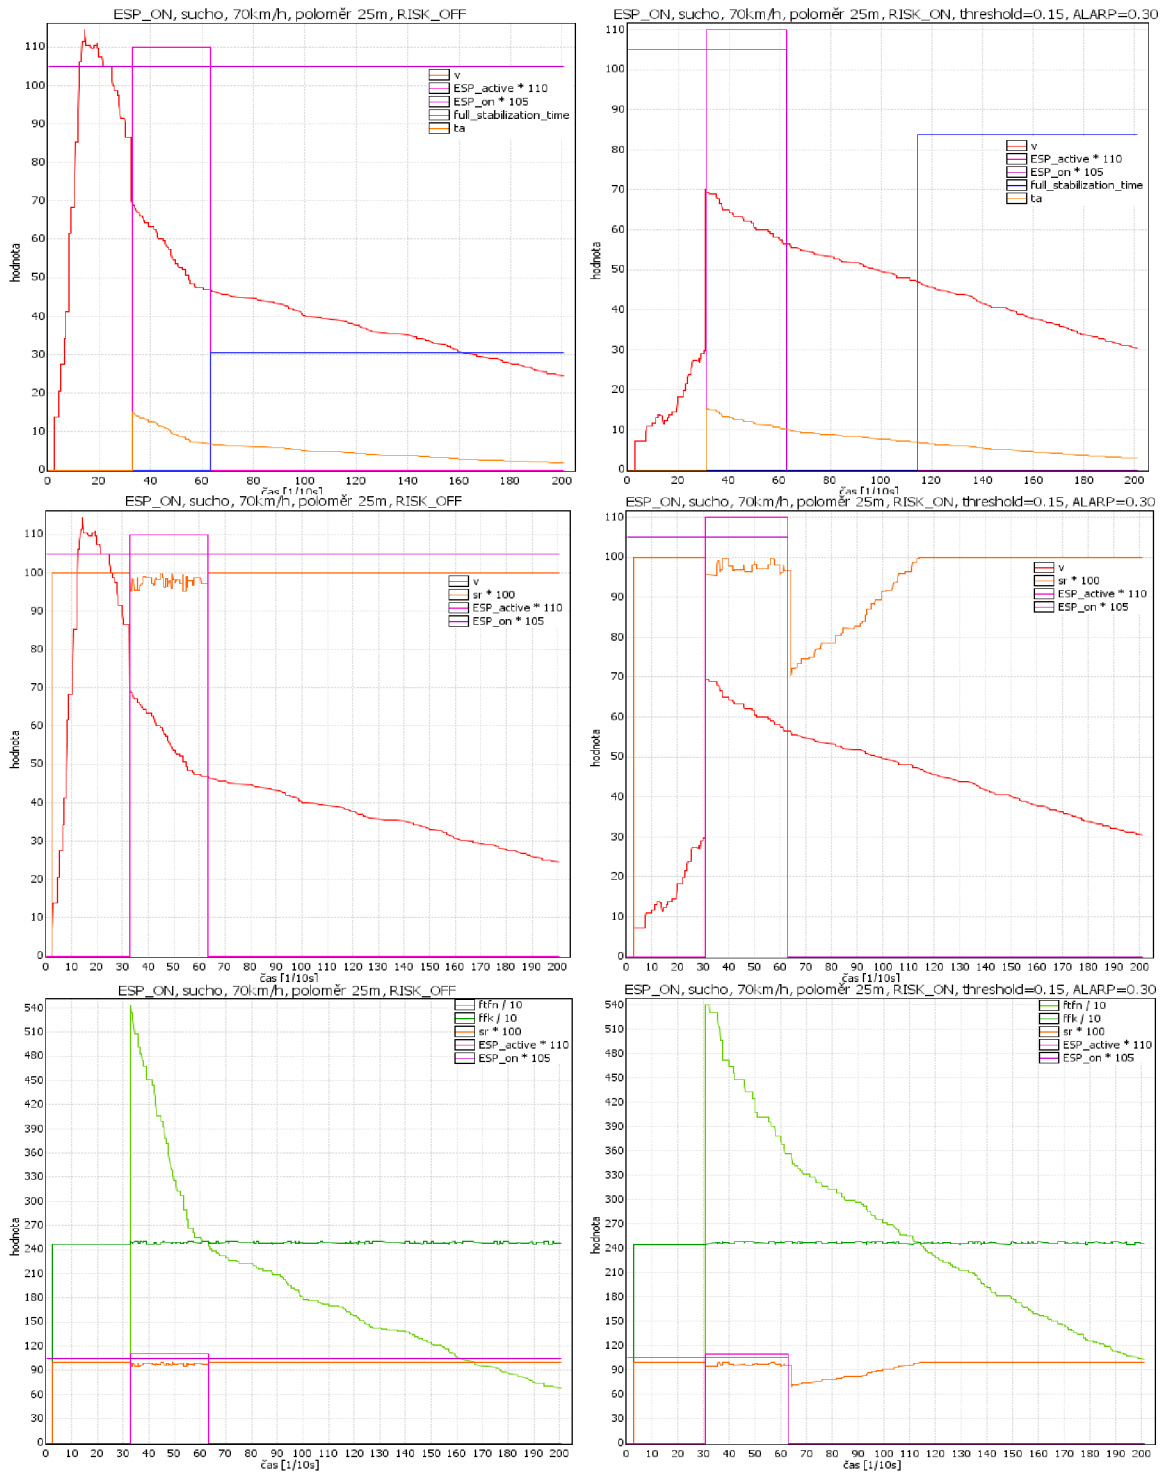 ESP_ON, sucho, 70km/h, poloměr 25m, RISK_OFF
hodnota
110
100
90
80
70
60
50
40
30
20
10
0
v
ESP_active * 110
ESP_on * 105
full_stabilization_time
ta
0 20 40 60 80 100 120 140 160 180 200
čas [1/10s]
ESP_ON, sucho, 70km/h, poloměr 25m, RISK_ON, threshold=0.15, ALARP=0.30
hodnota
110
100
90
80
70
60
50
40
30
20
10
0
v
ESP_active * 110
ESP_on * 105
full_stabilization_time
ta
0 20 40 60 80 100 120 140 160 180 200
čas [1/10s]
ESP_ON, sucho, 70km/h, poloměr 25m, RISK_OFF
hodnota
110
100
90
80
70
60
50
40
30
20
10
0
v
sr * 100
ESP_active * 110
ESP_on * 105
0 10 20 30 40 50 60 70 80 90 100 110 120 130 140 150 160 170 180 190 200
čas [1/10s]
ESP_ON, sucho, 70km/h, poloměr 25m, RISK_ON, threshold=0.15, ALARP=0.30
hodnota
110
100
90
80
70
60
50
40
30
20
10
0
v
sr * 100
ESP_active * 110
ESP_on * 105
0 10 20 30 40 50 60 70 80 90 100 110 120 130 140 150 160 170 180 190 200
čas [1/10s]
ESP_ON, sucho, 70km/h, poloměr 25m, RISK_OFF
hodnota
540
510
480
450
420
390
360
330
300
270
240
210
180
150
120
90
60
30
0
ftfn / 10
ffk / 10
sr * 100
ESP_active * 110
ESP_on * 105
0 10 20 30 40 50 60 70 80 90 100 110 120 130 140 150 160 170 180 190 200
čas [1/10s]
ESP_ON, sucho, 70km/h, poloměr 25m, RISK_ON, threshold=0.15, ALARP=0.30
hodnota
540
510
480
450
420
390
360
330
300
270
240
210
180
150
120
90
60
30
0
ftfn / 10
ffk / 10
sr * 100
ESP_active * 110
ESP_on * 105
0 10 20 30 40 50 60 70 80 90 100 110 120 130 140 150 160 170 180 190 200
čas [1/10s]